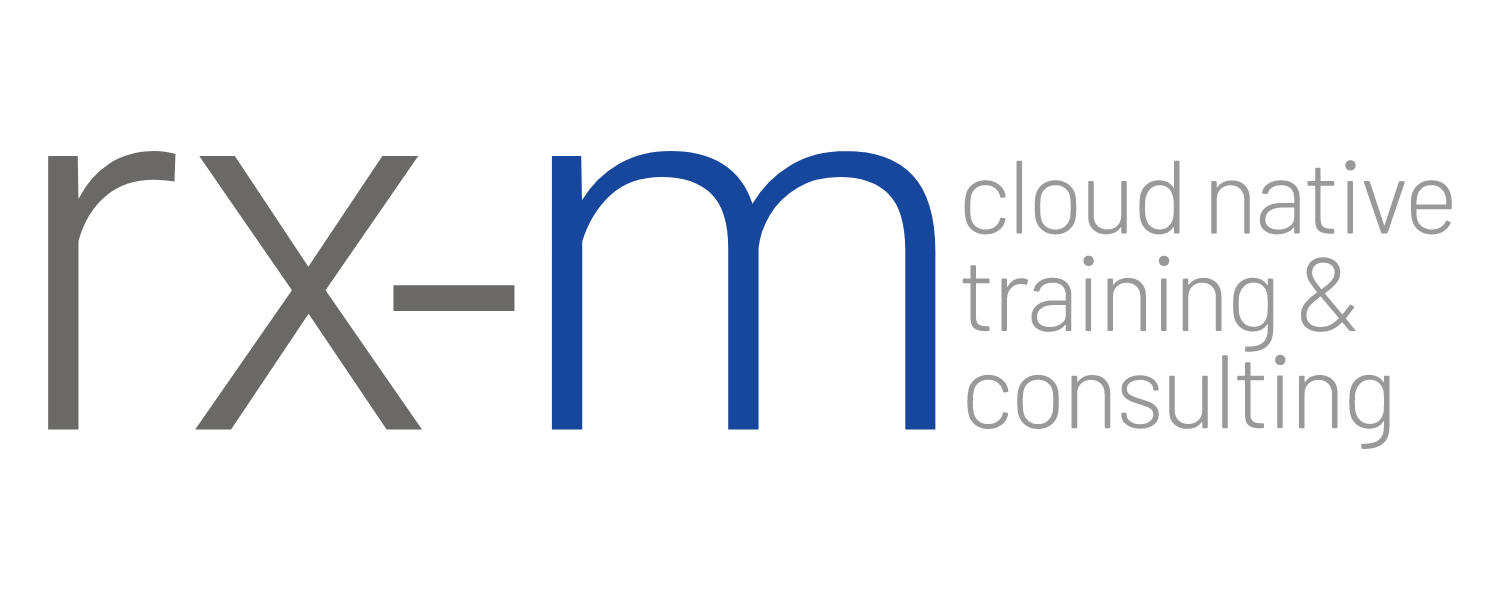 rx-m
cloud native
training &
consulting